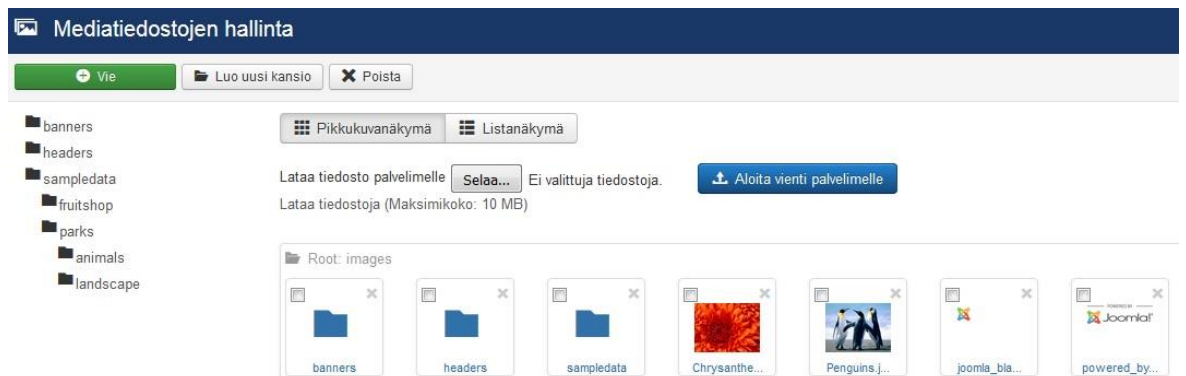 Mediatiedostojen hallinta
Vie Luo uusi kansio Poista
banners
headers
sampledata
fruitshop
parks
animals
landscape
Pikkukuvanäkymä Listanäkymä
Lataa tiedosto palvelimelle Selaa... Ei valittuja tiedostoja. Aloita vienti palvelimelle
Lataa tiedostoja (Maksimikoko: 10 MB)
Root: images
POWERED BY
Joomla!
banners headers sampledata Chrysanthe... Penguins.j... joomla_bla... powered_by...